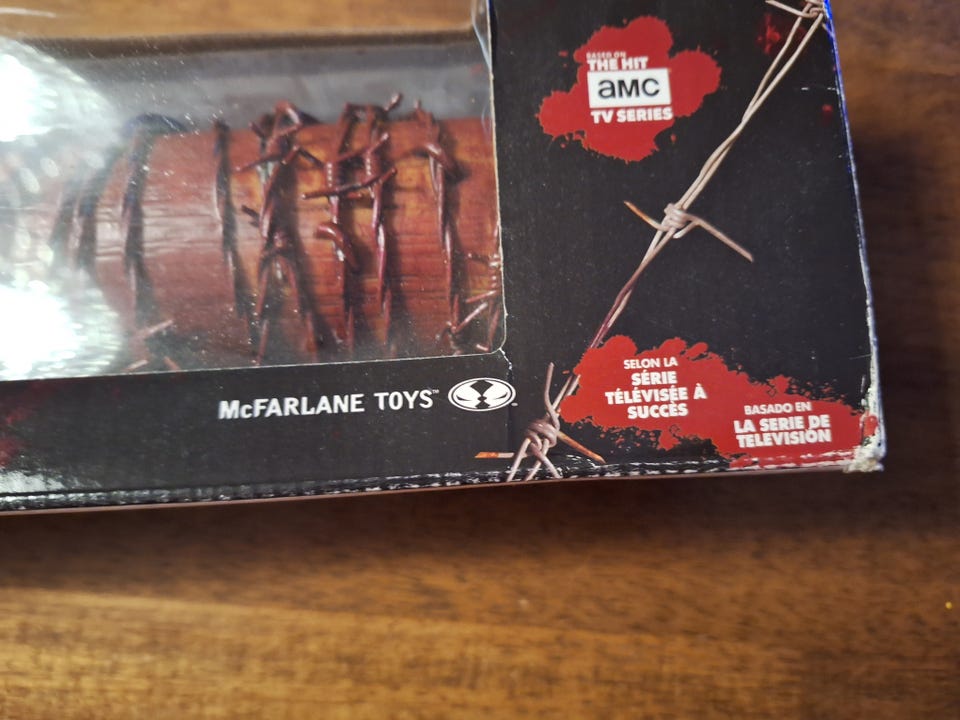 BASED ON
THE HIT
aMC
TV SERIES
SELON LA
SÉRIE
TÉLÉVISÉE À
SUCCÈS
BASADO EN
LA SERIE DE
TELEVISIÓN
McFARLANE TOYS™